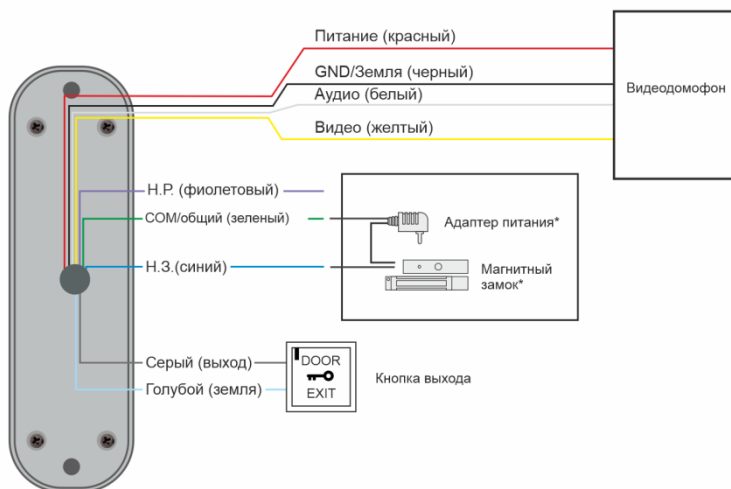 Питание (красный)
GND/Земля (черный)
Аудио (белый)
Видео (желтый)
Видеодомофон
Н.Р. (фиолетовый)
COM/общий (зеленый)
Н.З.(синий)
Адаптер питания*
Магнитный
замок*
Серый (выход)
Голубой (земля)
DOOR
EXIT
Кнопка выхода